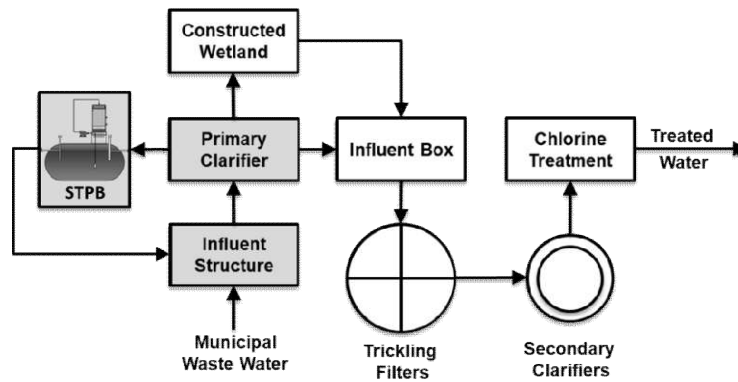 Constructed
Wetland
STPB
Primary
Clarifier
Influent Box
Chlorine
Treatment
Treated
Water
Influent
Structure
Municipal
Waste Water
Trickling
Filters
Secondary
Clarifiers